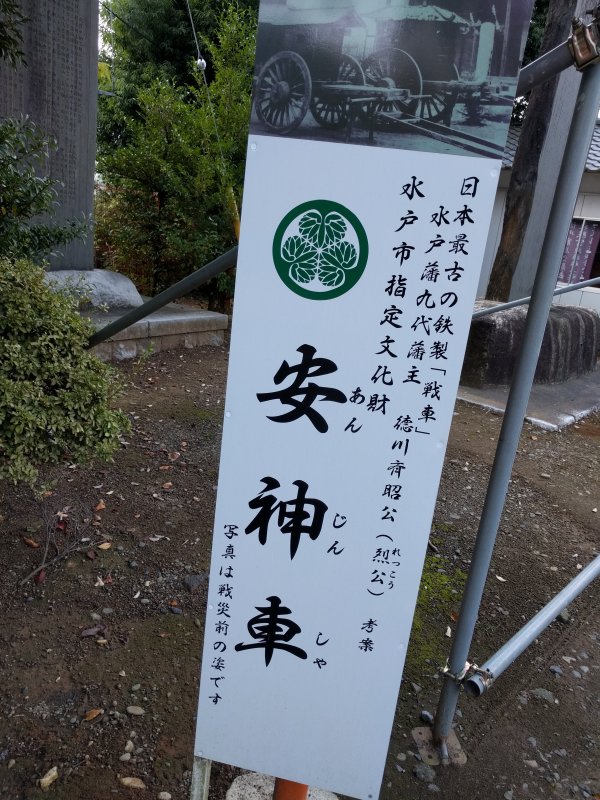 日本最古の鉄製「戦車」
水戸藩九代藩主 徳川斉昭公(烈公) 考案
れっこう
水戸市指定文化財
安神車
あんじんしゃ
写真は戦災前の姿です